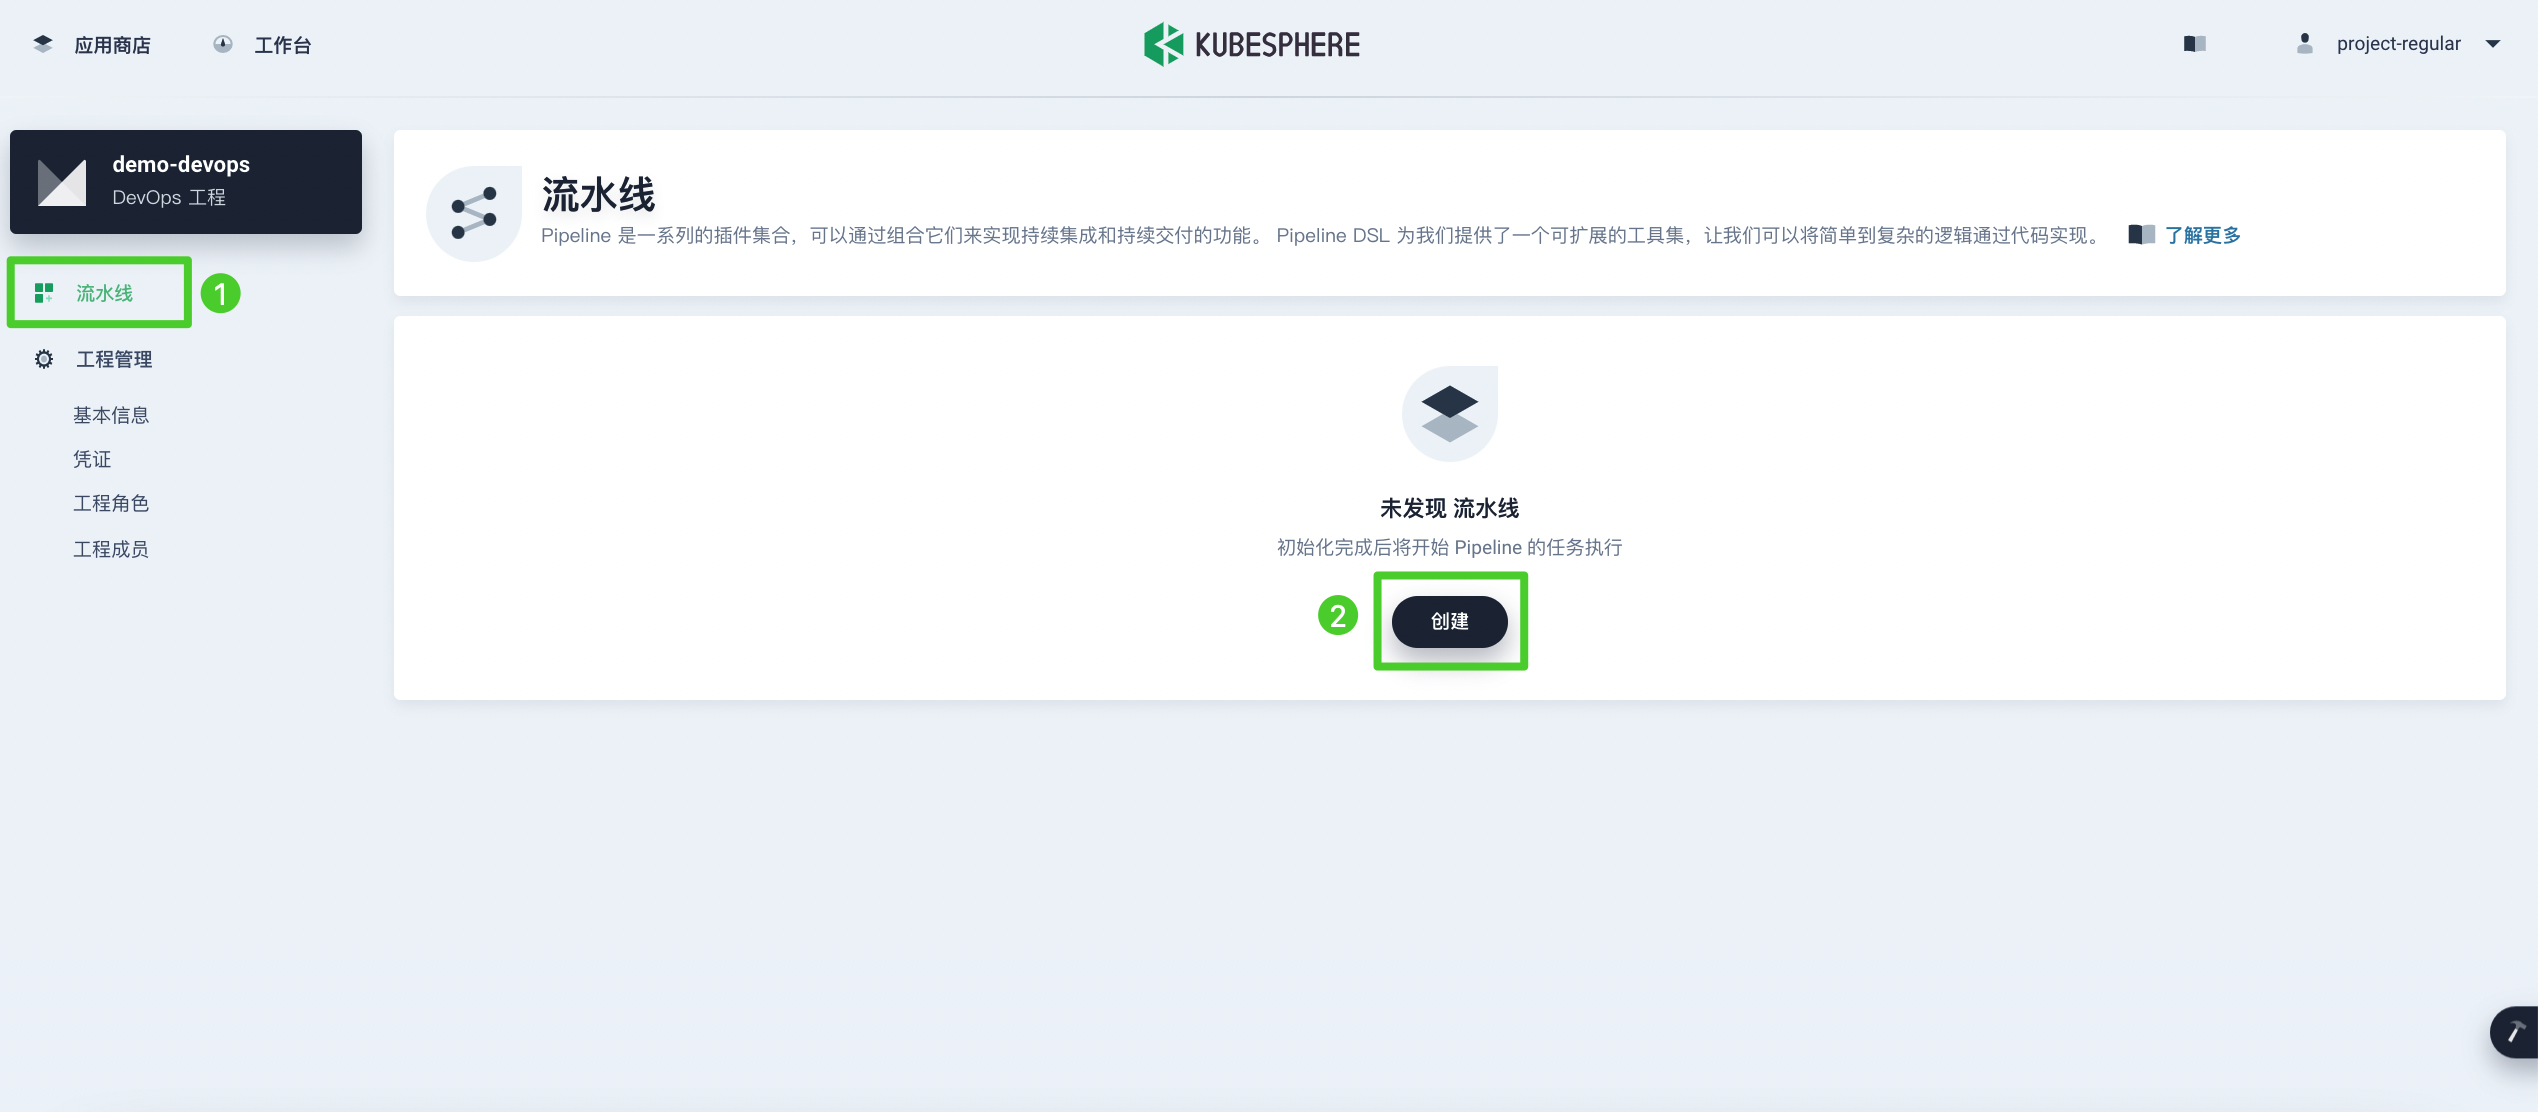 应用商店
工作台
KUBESPHERE
project-regular
demo-devops
DevOps 工程
流水线
1
工程管理
基本信息
凭证
工程角色
工程成员
流水线
Pipeline 是一系列的插件集合，可以通过组合它们来实现持续集成和持续交付的功能。 Pipeline DSL 为我们提供了一个可扩展的工具集，让我们可以将简单到复杂的逻辑通过代码实现。 了解更多
未发现 流水线
初始化完成后将开始 Pipeline 的任务执行
2
创建